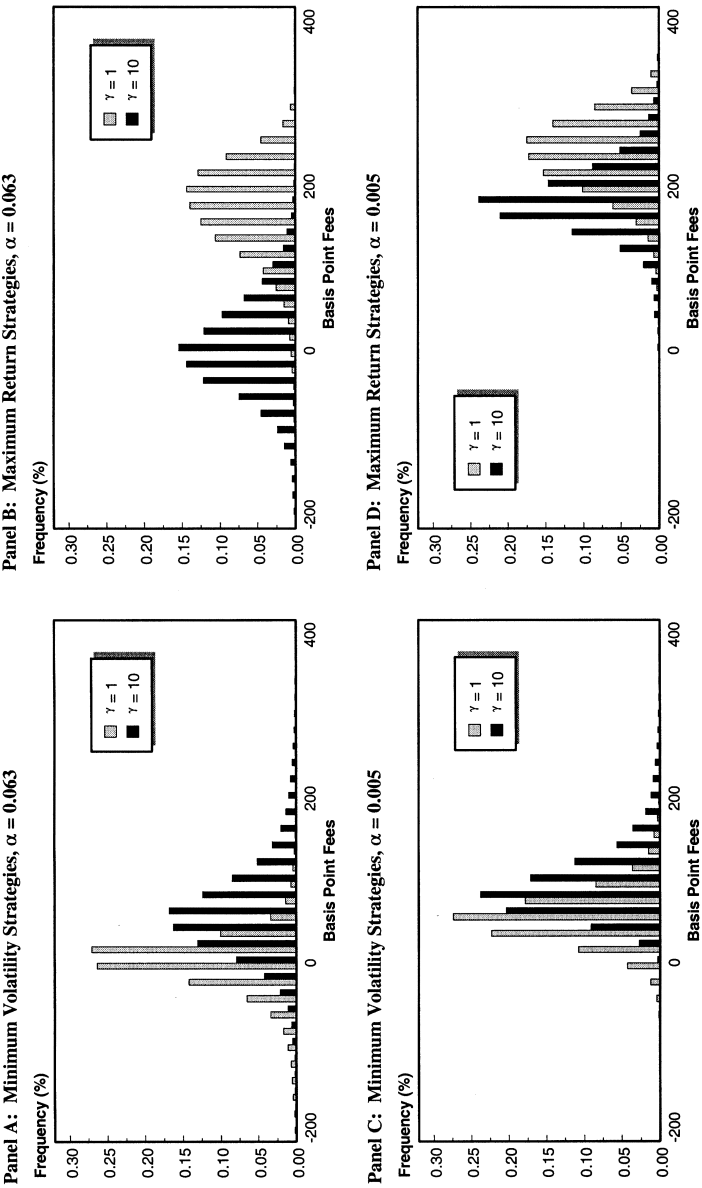 Panel A: Minimum Volatility Strategies, α = 0.063
Frequency (%)
0.30
0.25
0.20
0.15
0.10
0.05
0.00
γ = 1
γ = 10
-200
0
200
400
Basis Point Fees
Panel B: Maximum Return Strategies, α = 0.063
Frequency (%)
0.30
0.25
0.20
0.15
0.10
0.05
0.00
γ = 1
γ = 10
-200
0
200
400
Basis Point Fees
Panel C: Minimum Volatility Strategies, α = 0.005
Frequency (%)
0.30
0.25
0.20
0.15
0.10
0.05
0.00
γ = 1
γ = 10
-200
0
200
400
Basis Point Fees
Panel D: Maximum Return Strategies, α = 0.005
Frequency (%)
0.30
0.25
0.20
0.15
0.10
0.05
0.00
γ = 1
γ = 10
-200
0
200
400
Basis Point Fees